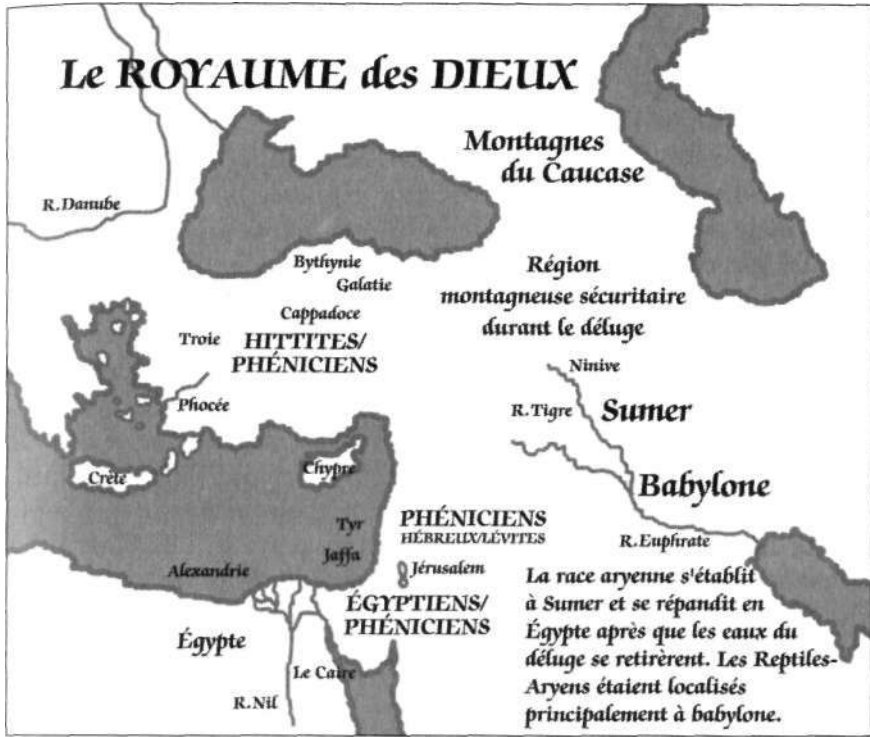 Le ROYAUME des DIEUX
Montagnes
du Caucase
R. Danube
Bythynie
Galatie
Région
montagneuse sécuritaire
durant le déluge
Cappadoce
Troie
HITTITES/
PHÉNICIENS
Ninive
Phocée
R. Tigre
Sumer
Crète
Chypre
Babylone
Tyr
PHÉNICIENS
HÉBREUX/LÉVITES
R. Euphrate
Jaffa
Jérusalem
Alexandrie
ÉGYPTIENS/
PHÉNICIENS
Égypte
Le Caire
R. Nil
La race aryenne s'établit
à Sumer et se répandit en
Égypte après que les eaux du
déluge se retirèrent. Les Reptiles-
Aryens étaient localisés
principalement à babylone.